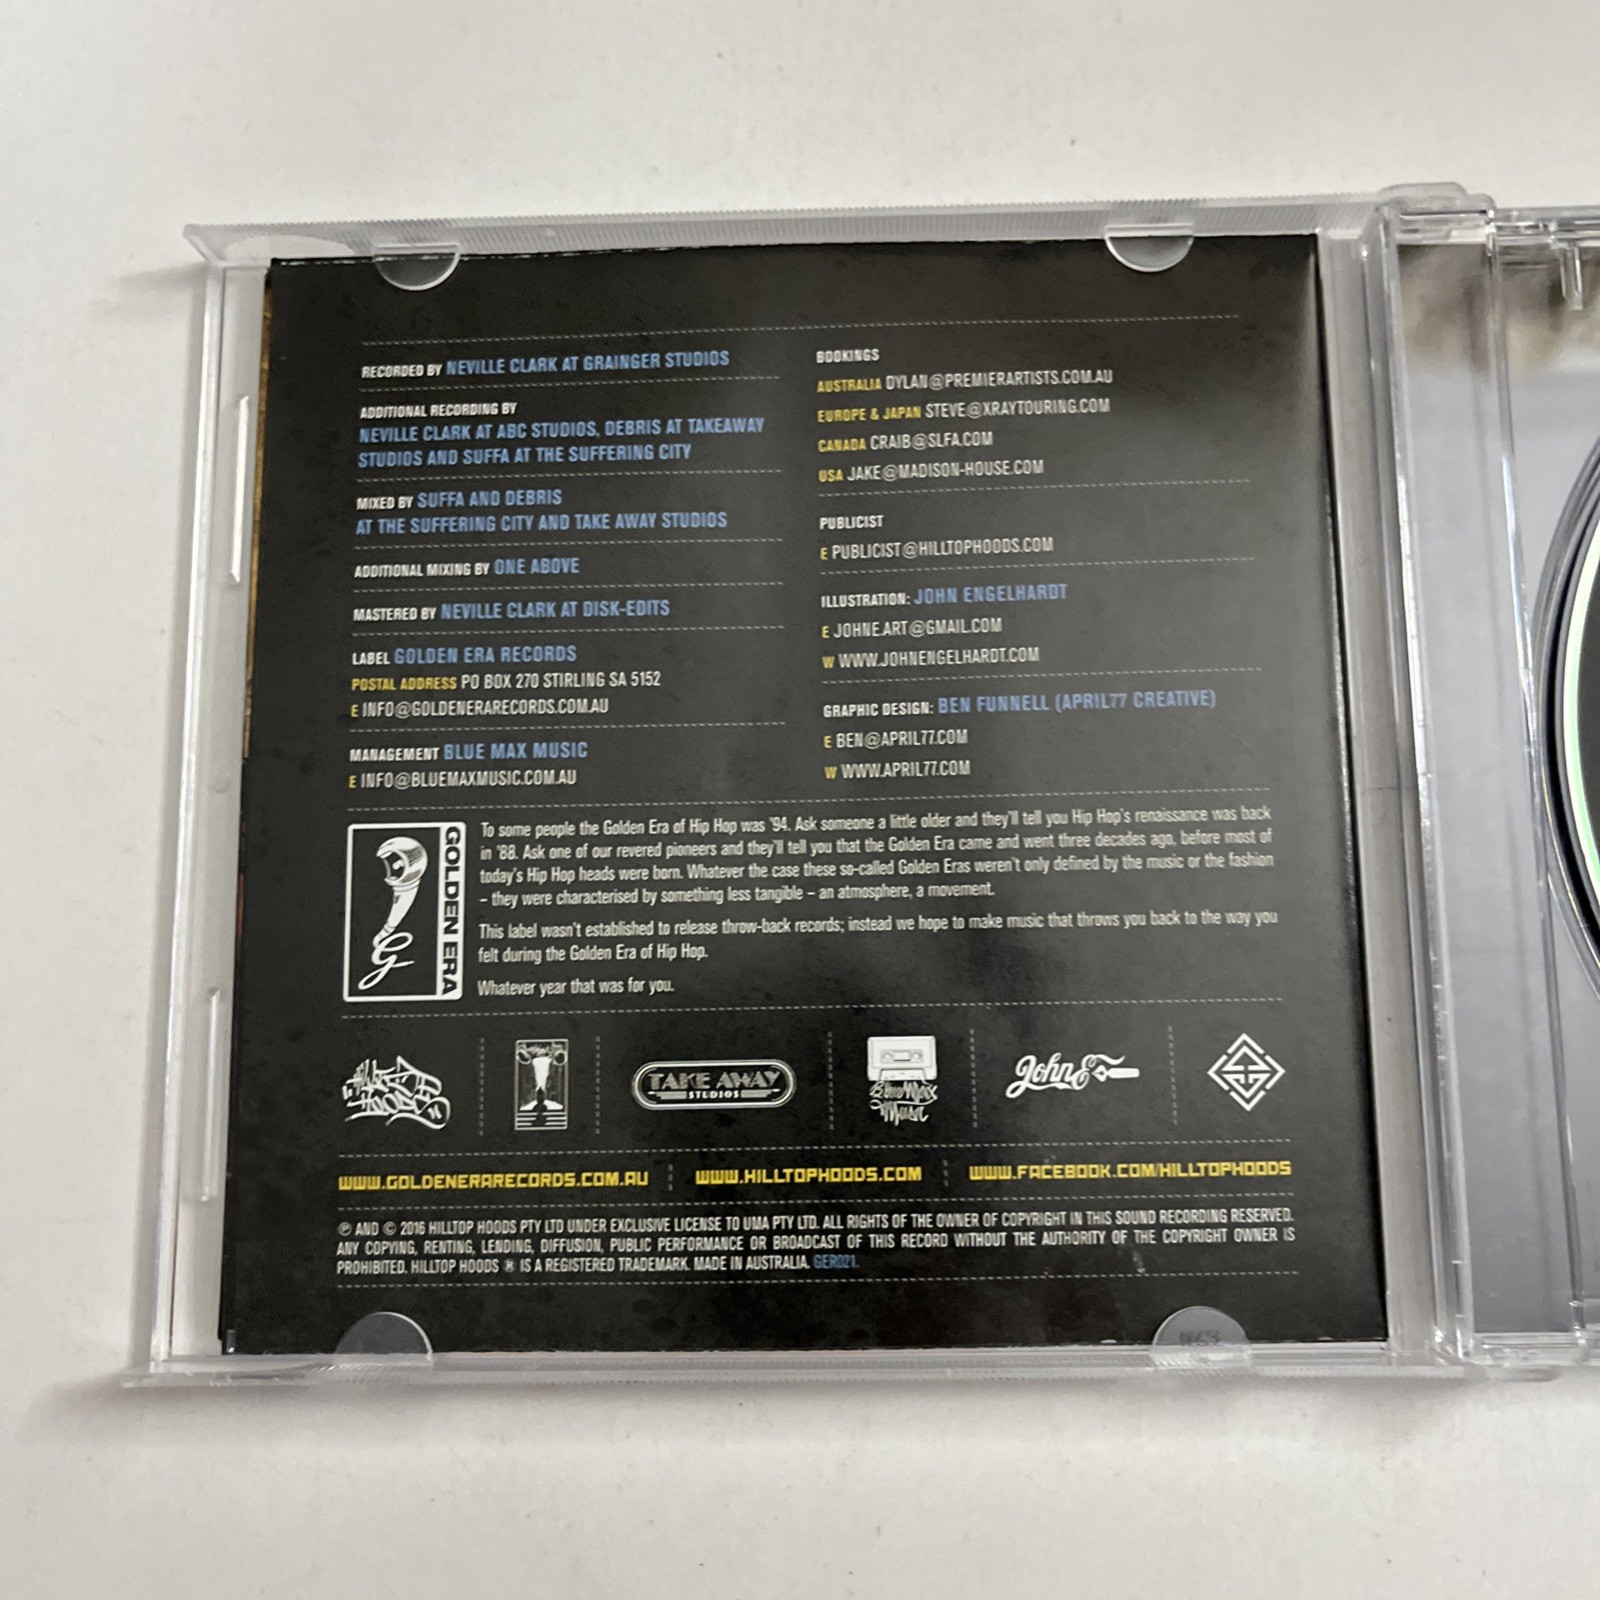 RECORDED BY NEVILLE CLARK AT GRAINGER STUDIOS
ADDITIONAL RECORDING BY
NEVILLE CLARK AT ABC STUDIOS, DEBRIS AT TAKEAWAY
STUDIOS AND SUFFA AT THE SUFFERING CITY
MIXED BY SUFFA AND DEBRIS
AT THE SUFFERING CITY AND TAKE AWAY STUDIOS
ADDITIONAL MIXING BY ONE ABOVE
MASTERED BY NEVILLE CLARK AT DISK-EDITS
LABEL GOLDEN ERA RECORDS
POSTAL ADDRESS PO BOX 270 STIRLING SA 5152
E INFO@GOLDENERARECORDS.COM.AU
MANAGEMENT BLUE MAX MUSIC
E INFO@BLUEMAXMUSIC.COM.AU
BOOKINGS
AUSTRALIA DYLAN@PREMIERARTISTS.COM.AU
EUROPE & JAPAN STEVE@XRAYTOURING.COM
CANADA CRAIB@SLFA.COM
USA JAKE@MADISON-HOUSE.COM
PUBLICIST
E PUBLICIST@HILLTOPHOODS.COM
ILLUSTRATION: JOHN ENGELHARDT
E JOHNE.ART@GMAIL.COM
W WWW.JOHNENGELHARDT.COM
GRAPHIC DESIGN: BEN FUNNELL (APRIL77 CREATIVE)
E BEN@APRIL77.COM
W WWW.APRIL77.COM
GOLDEN ERA
To some people the Golden Era of Hip Hop was '94. Ask someone a little older and they'll tell you Hip Hop's renaissance was back
in '88. Ask one of our revered pioneers and they'll tell you that the Golden Era came and went three decades ago, before most of
today's Hip Hop heads were born. Whatever the case these so-called Golden Eras weren't only defined by the music or the fashion
– they were characterised by something less tangible – an atmosphere, a movement.
This label wasn't established to release throw-back records; instead we hope to make music that throws you back to the way you
felt during the Golden Era of Hip Hop.
Whatever year that was for you.
TAKE AWAY
STUDIOS
Blue Max
Music
John E
WWW.GOLDENERARECORDS.COM.AU
WWW.HILLTOPHOODS.COM
WWW.FACEBOOK.COM/HILLTOPHOODS
℗ AND © 2016 HILLTOP HOODS PTY LTD UNDER EXCLUSIVE LICENSE TO UMA PTY LTD. ALL RIGHTS OF THE OWNER OF COPYRIGHT IN THIS SOUND RECORDING RESERVED.
ANY COPYING, RENTING, LENDING, DIFFUSION, PUBLIC PERFORMANCE OR BROADCAST OF THIS RECORD WITHOUT THE AUTHORITY OF THE COPYRIGHT OWNER IS
PROHIBITED. HILLTOP HOODS ® IS A REGISTERED TRADEMARK. MADE IN AUSTRALIA. GER021.